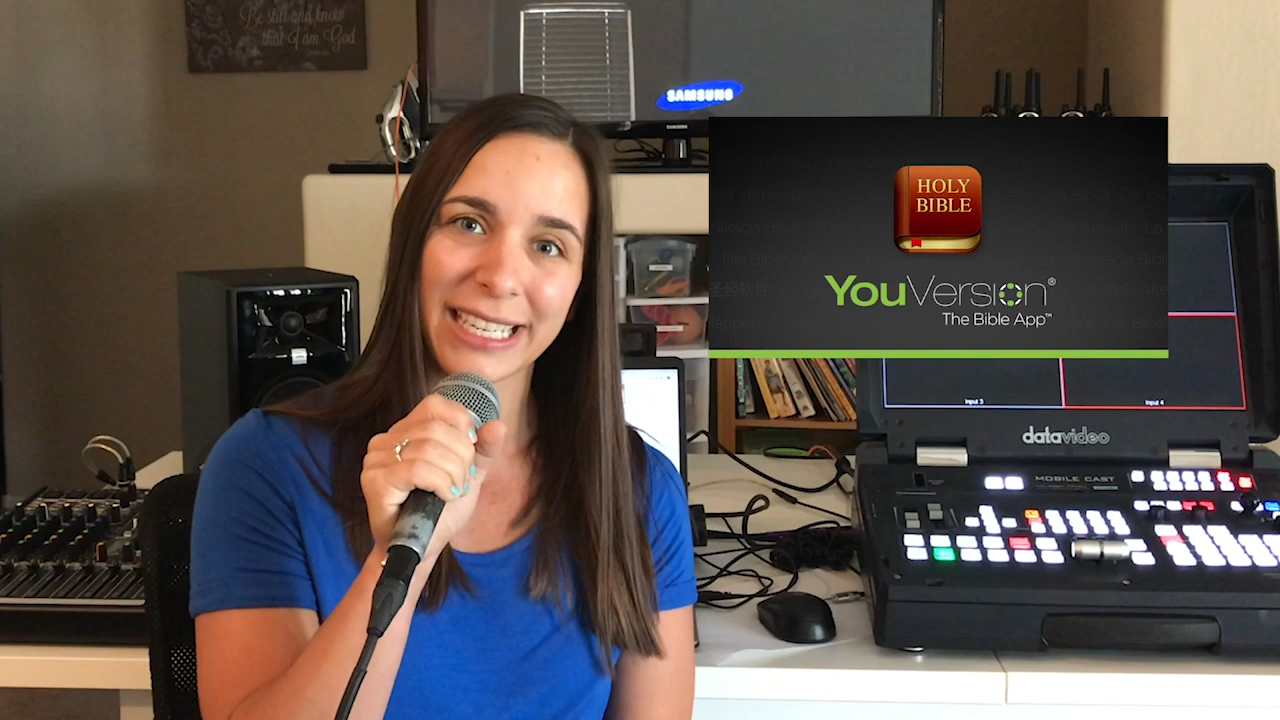 Be still and know
that I am God
SAMSUNG
SAMSUNG
HOLY
BIBLE
YouVersion®
The Bible App™
Input 3
Input 4
datavideo
MOBILE CAST